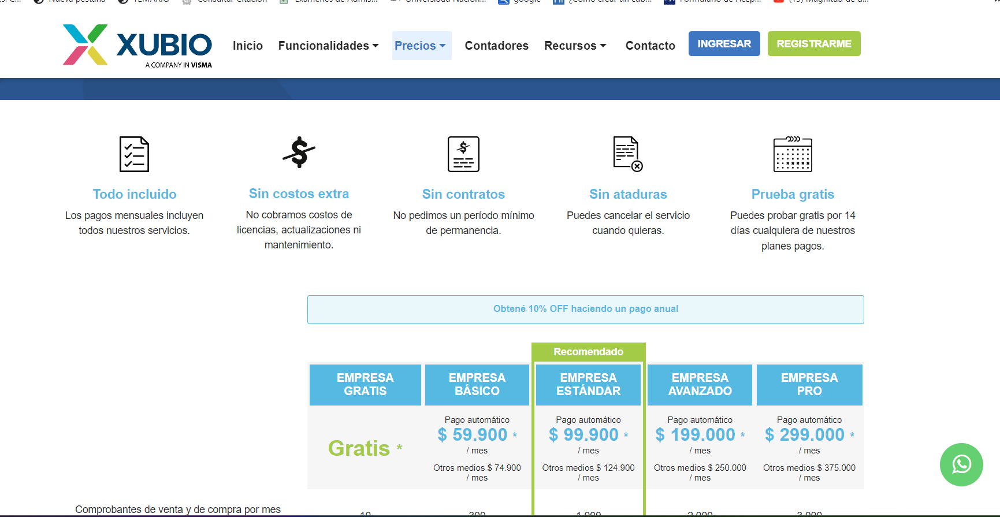 Nueva pestaña
TEMARIO
Consultar Citación
Exámenes de Admis...
Universidad Nacion...
google
¿Cómo crear un cub...
Formulario de Acep...
(13) Magnitud de a...
XUBIO
A COMPANY IN VISMA
Inicio
Funcionalidades
Precios
Contadores
Recursos
Contacto
INGRESAR
REGISTRARME
Todo incluido
Los pagos mensuales incluyen
todos nuestros servicios.
Sin costos extra
No cobramos costos de
licencias, actualizaciones ni
mantenimiento.
Sin contratos
No pedimos un período mínimo
de permanencia.
Sin ataduras
Puedes cancelar el servicio
cuando quieras.
Prueba gratis
Puedes probar gratis por 14
días cualquiera de nuestros
planes pagos.
Obtené 10% OFF haciendo un pago anual
Recomendado
EMPRESA
GRATIS
EMPRESA
BÁSICO
EMPRESA
ESTÁNDAR
EMPRESA
AVANZADO
EMPRESA
PRO
Gratis *
Pago automático
$ 59.900 *
/ mes
Otros medios $ 74.900
/ mes
Pago automático
$ 99.900 *
/ mes
Otros medios $ 124.900
/ mes
Pago automático
$ 199.000 *
/ mes
Otros medios $ 250.000
/ mes
Pago automático
$ 299.000 *
/ mes
Otros medios $ 375.000
/ mes
Comprobantes de venta y de compra por mes
10
300
1.000
2.000
3.000